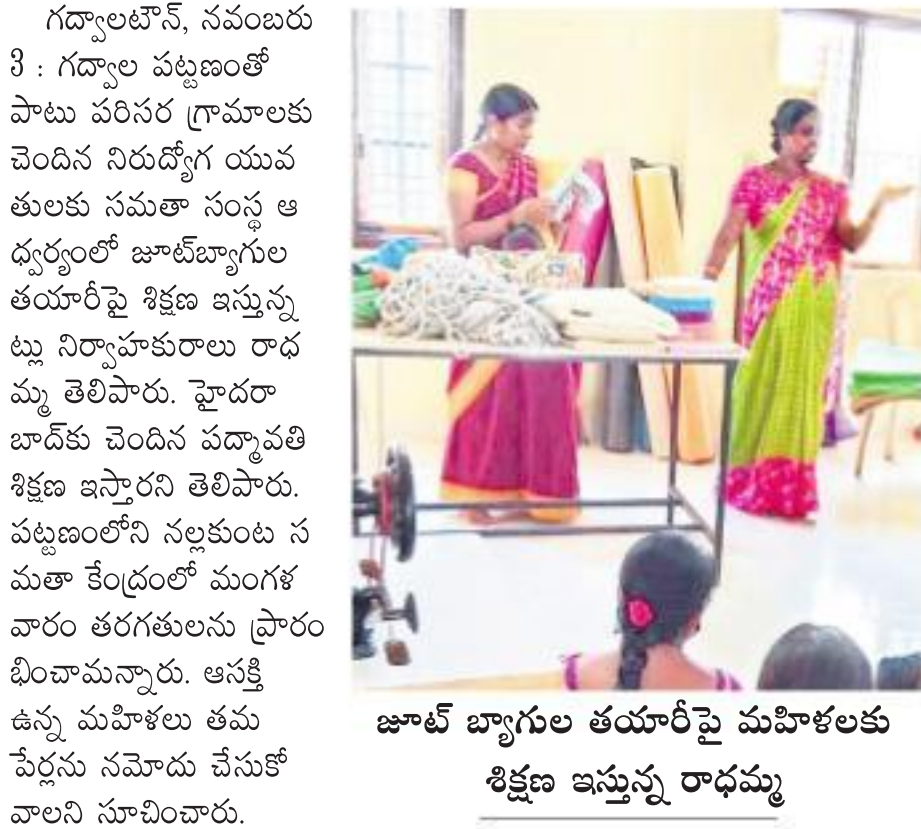 గద్వాలటౌన్, నవంబరు
3 : గద్వాల పట్టణంతో
పాటు పరిసర గ్రామాలకు
చెందిన నిరుద్యోగ యువ
తులకు సమతా సంస్థ ఆ
ధ్వర్యంలో జూట్‌బ్యాగుల
తయారీపై శిక్షణ ఇస్తున్న
ట్లు నిర్వాహకురాలు రాధ
మ్మ తెలిపారు. హైదరా
బాద్‌కు చెందిన పద్మావతి
శిక్షణ ఇస్తారని తెలిపారు.
పట్టణంలోని నల్లకుంట స
మతా కేంద్రంలో మంగళ
వారం తరగతులను ప్రారం
భించామన్నారు. ఆసక్తి
ఉన్న మహిళలు తమ
పేర్లను నమోదు చేసుకో
వాలని సూచించారు.
జూట్ బ్యాగుల తయారీపై మహిళలకు
శిక్షణ ఇస్తున్న రాధమ్మ